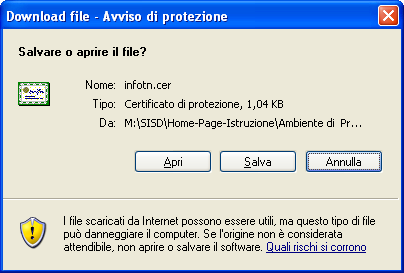 Download file - Avviso di protezione
Salvare o aprire il file?
Nome: infotn.cer
Tipo: Certificato di protezione, 1,04 KB
Da: M:\SISD\Home-Page-Istruzione\Ambiente di Pr...
Apri Salva Annulla
I file scaricati da Internet possono essere utili, ma questo tipo di file
può danneggiare il computer. Se l'origine non è considerata
attendibile, non aprire o salvare il software. Quali rischi si corrono